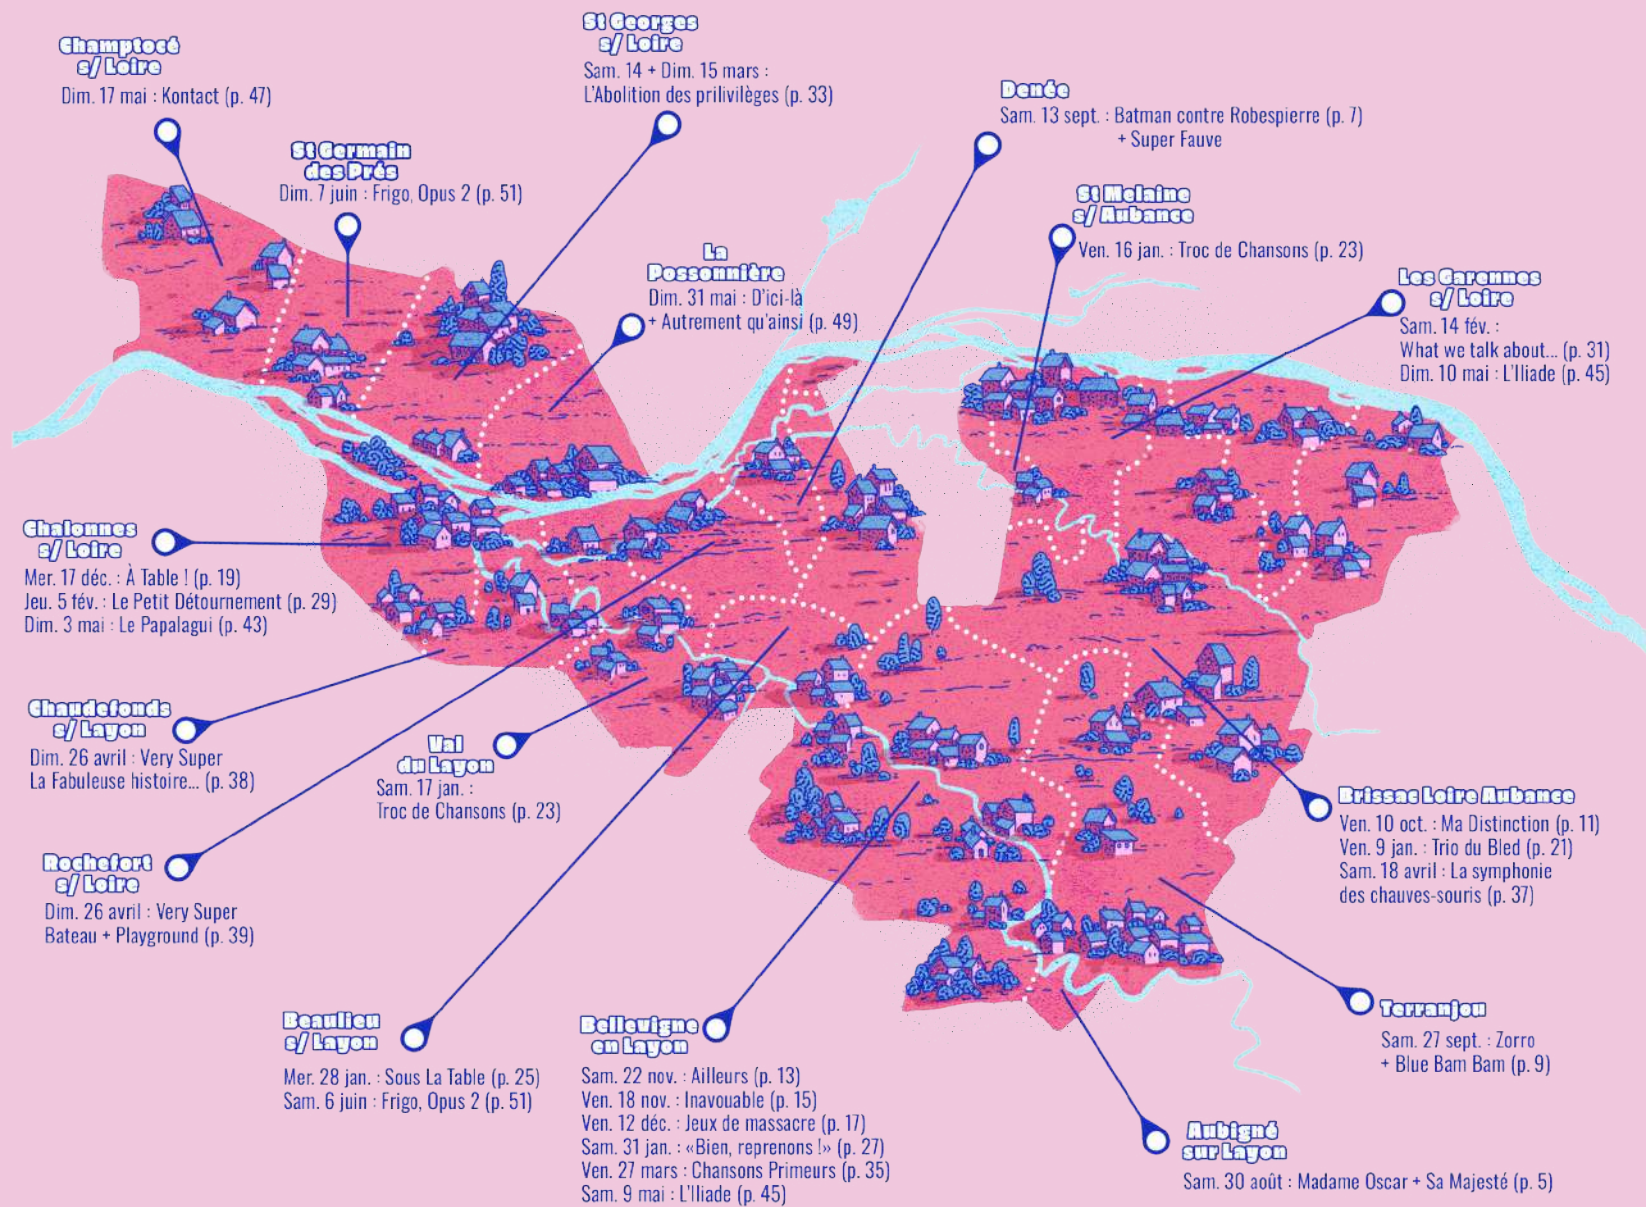 Champtocé
s/ Loire
Dim. 17 mai : Kontact (p. 47)
St Georges
s/ Loire
Sam. 14 + Dim. 15 mars :
L'Abolition des prilivilèges (p. 33)
Denée
Sam. 13 sept. : Batman contre Robespierre (p. 7)
+ Super Fauve
St Germain
des Prés
Dim. 7 juin : Frigo, Opus 2 (p. 51)
St Melaine
s/ Aubance
Ven. 16 jan. : Troc de Chansons (p. 23)
La
Possonnière
Dim. 31 mai : D'ici-là
+ Autrement qu'ainsi (p. 49)
Les Garennes
s/ Loire
Sam. 14 fév. :
What we talk about... (p. 31)
Dim. 10 mai : L'Iliade (p. 45)
Chalonnes
s/ Loire
Mer. 17 déc. : À Table ! (p. 19)
Jeu. 5 fév. : Le Petit Détournement (p. 29)
Dim. 3 mai : Le Papalagui (p. 43)
Chaudefonds
s/ Layon
Dim. 26 avril : Very Super
La Fabuleuse histoire... (p. 38)
Val
du Layon
Sam. 17 jan. :
Troc de Chansons (p. 23)
Rochefort
s/ Loire
Dim. 26 avril : Very Super
Bateau + Playground (p. 39)
Brissac Loire Aubance
Ven. 10 oct. : Ma Distinction (p. 11)
Ven. 9 jan. : Trio du Bled (p. 21)
Sam. 18 avril : La symphonie
des chauves-souris (p. 37)
Beaulieu
s/ Layon
Mer. 28 jan. : Sous La Table (p. 25)
Sam. 6 juin : Frigo, Opus 2 (p. 51)
Bellevigne
en Layon
Sam. 22 nov. : Ailleurs (p. 13)
Ven. 18 nov. : Inavouable (p. 15)
Ven. 12 déc. : Jeux de massacre (p. 17)
Sam. 31 jan. : «Bien, reprenons !» (p. 27)
Ven. 27 mars : Chansons Primeurs (p. 35)
Sam. 9 mai : L'Iliade (p. 45)
Terranjou
Sam. 27 sept. : Zorro
+ Blue Bam Bam (p. 9)
Aubigné
sur Layon
Sam. 30 août : Madame Oscar + Sa Majesté (p. 5)